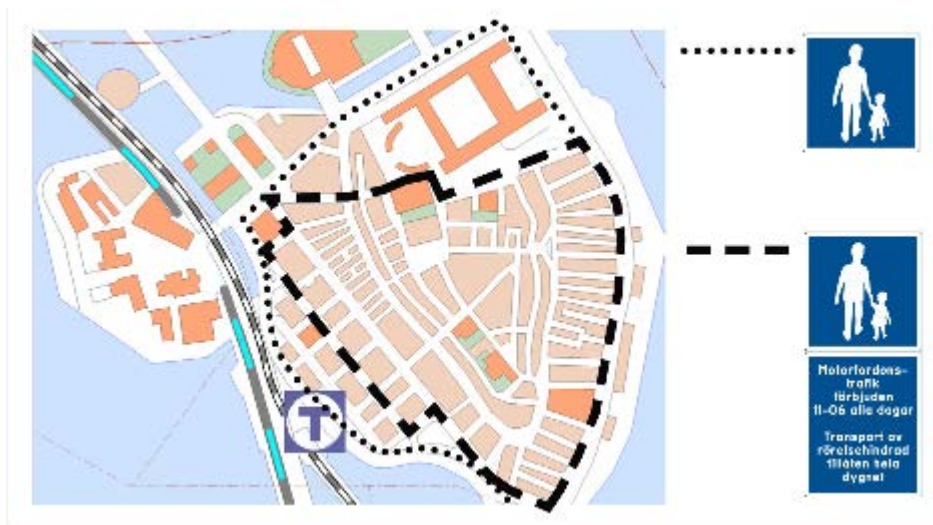 T
Motorfordons-
trafik
förbjuden
11-06 alla dagar
Transport av
rörelsehindrad
tillåten hela
dygnet